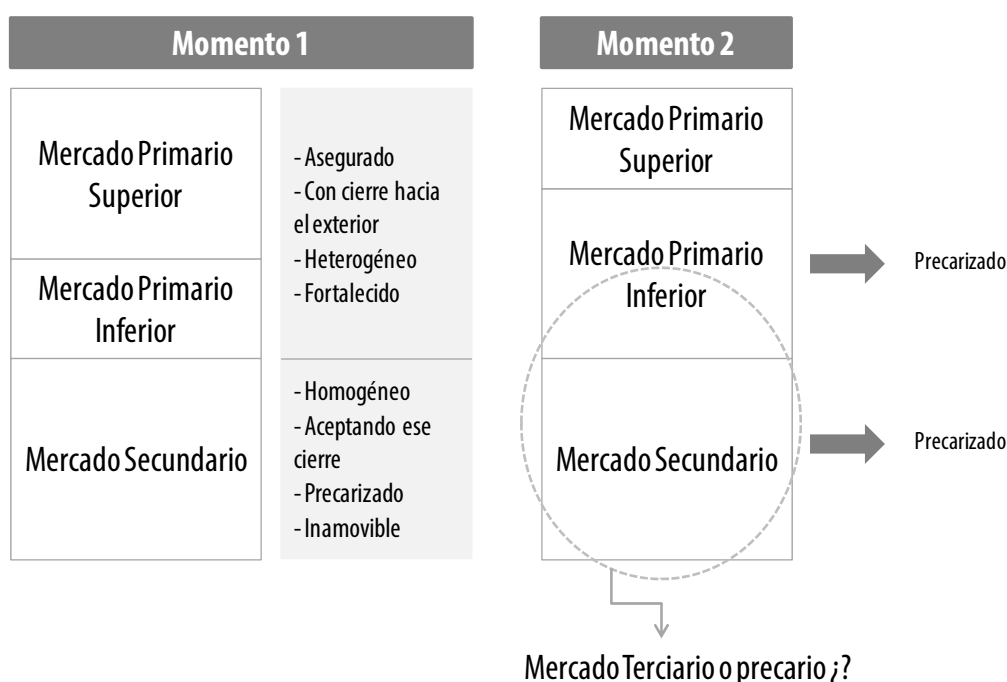 Momento 1
Mercado Primario
Superior
Mercado Primario
Inferior
Mercado Secundario
- Asegurado
- Con cierre hacia
el exterior
- Heterogéneo
- Fortalecido
- Homogéneo
- Aceptando ese
cierre
- Precarizado
- Inamovible
Momento 2
Mercado Primario
Superior
Mercado Primario
Inferior
Mercado Secundario
Precarizado
Precarizado
Mercado Terciario o precario ¿?